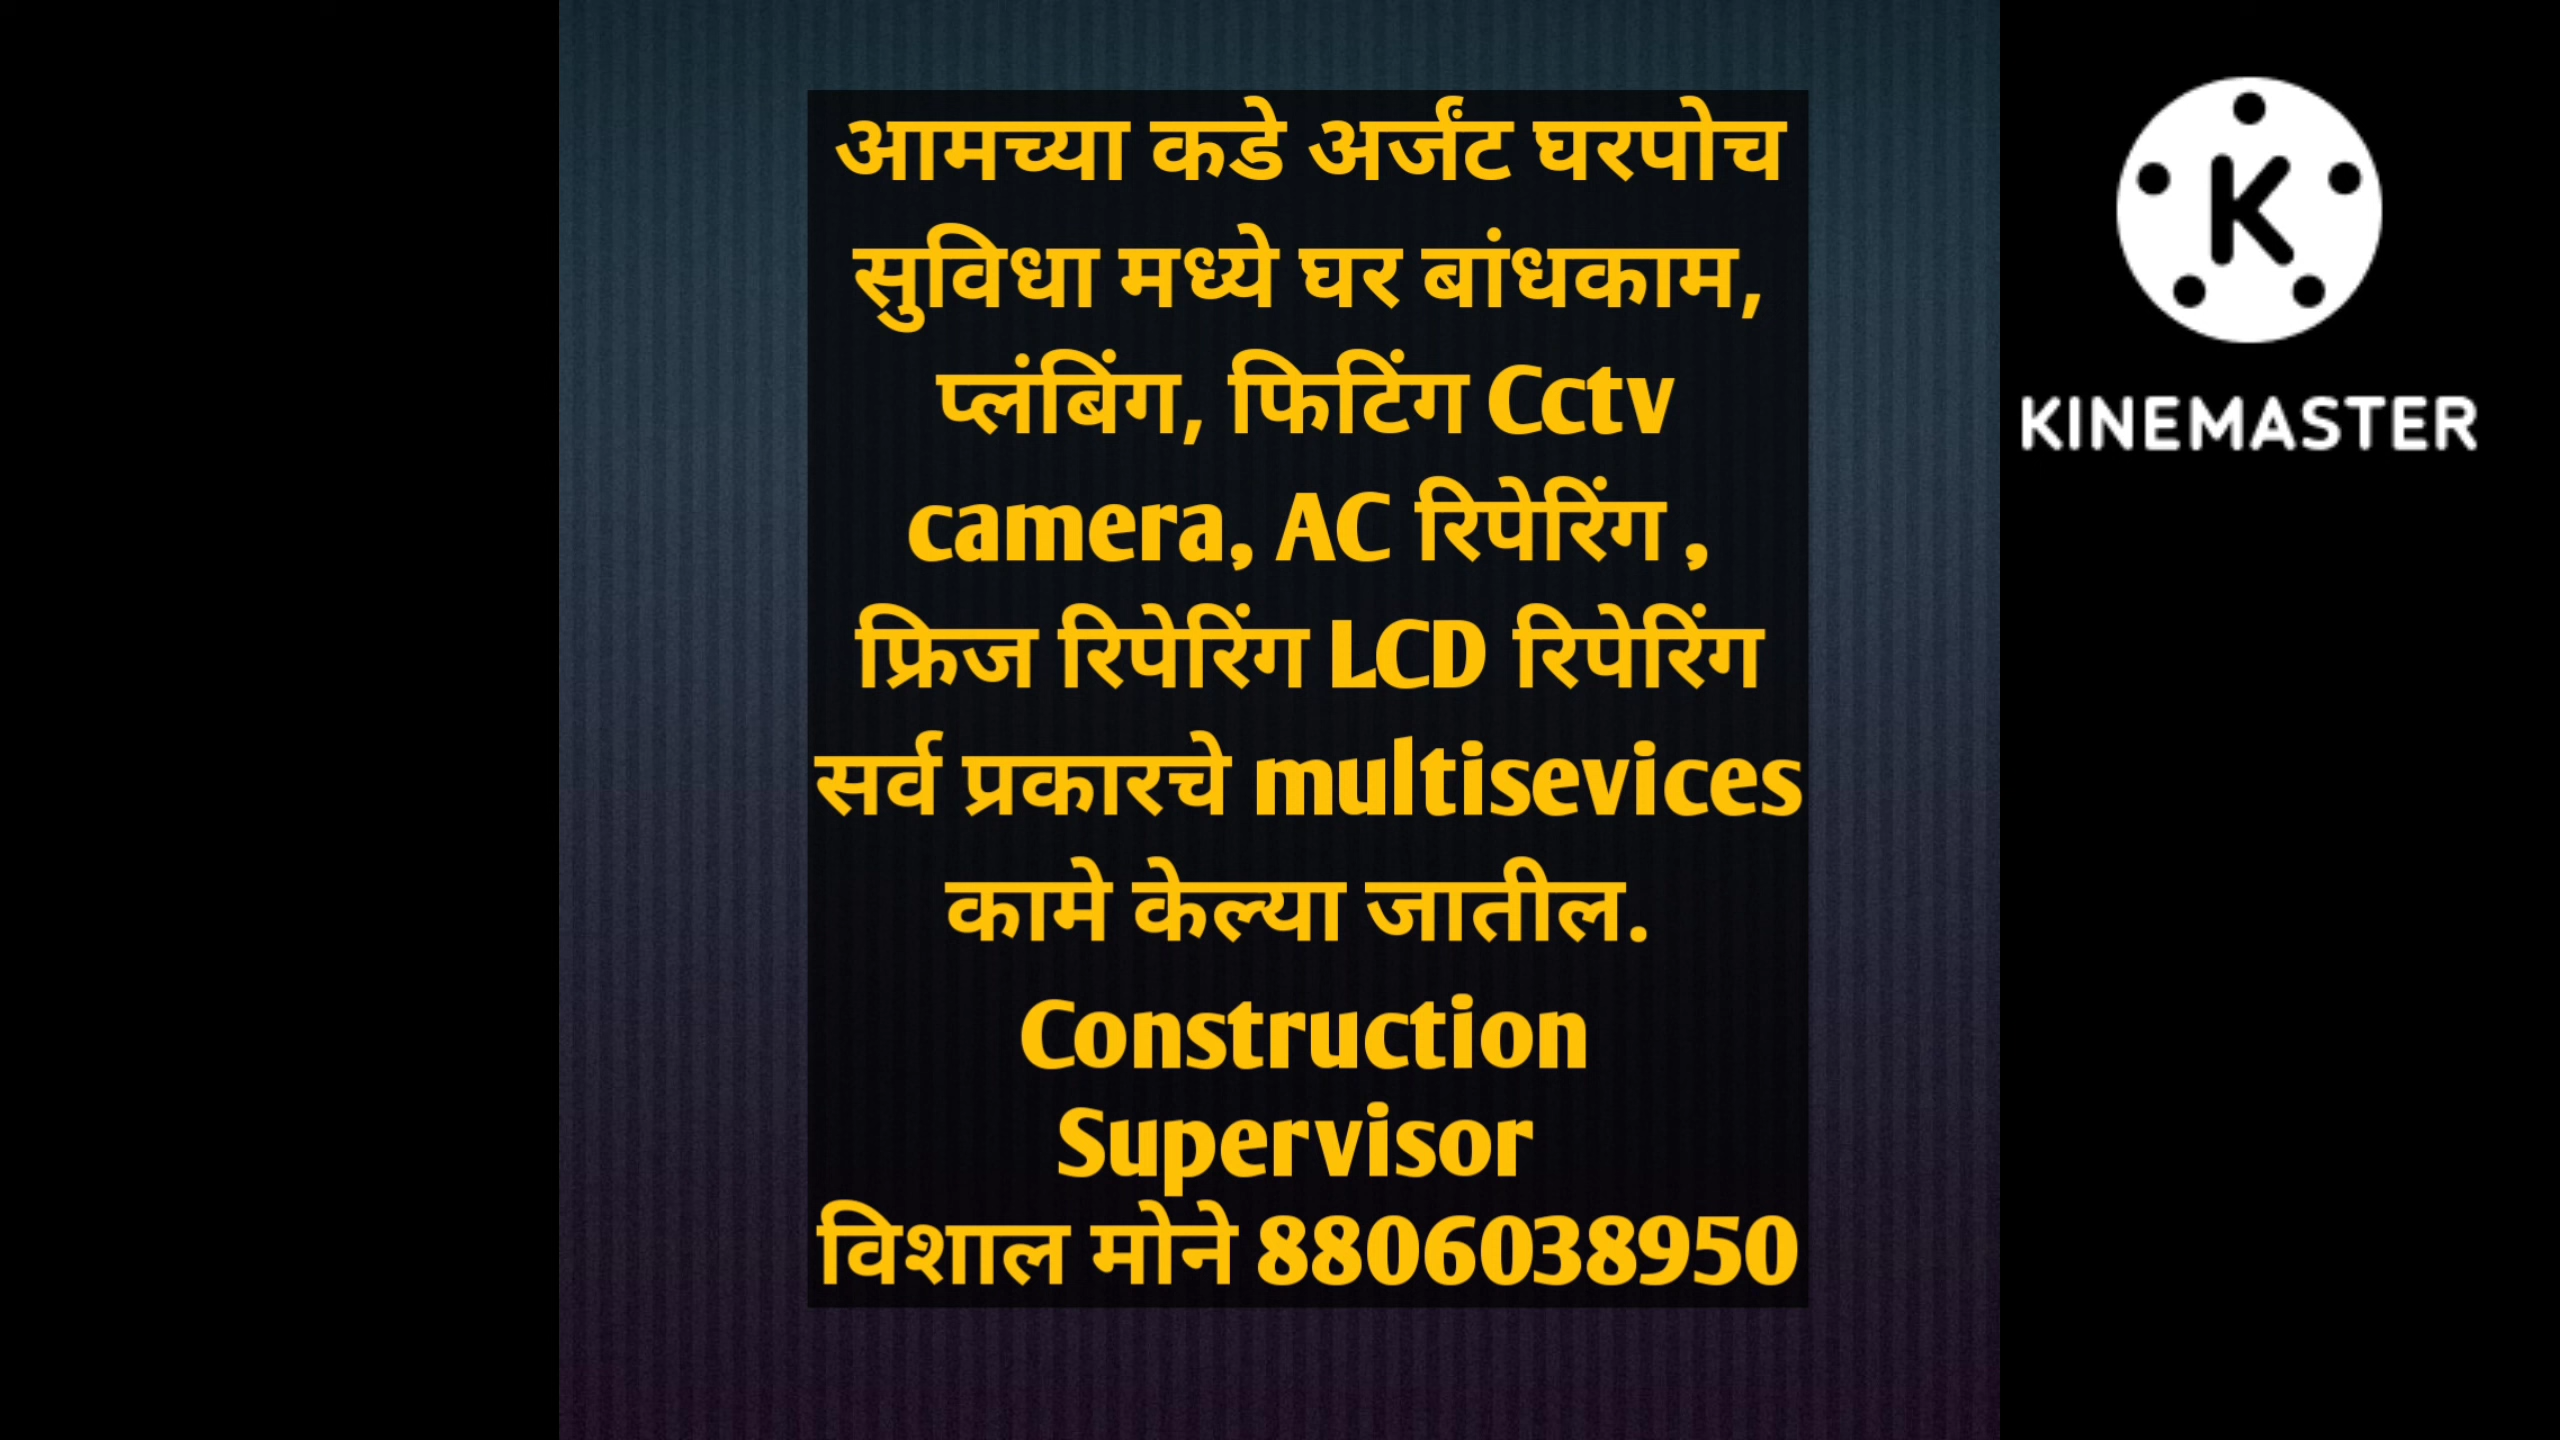 आमच्या कडे अर्जंट घरपोच
सुविधा मध्ये घर बांधकाम,
प्लंबिंग, फिटिंग Cctv
camera, AC रिपेरिंग ,
फ्रिज रिपेरिंग LCD रिपेरिंग
सर्व प्रकारचे multisevices
कामे केल्या जातील.
Construction
Supervisor
विशाल मोने 8806038950
K
KINEMASTER